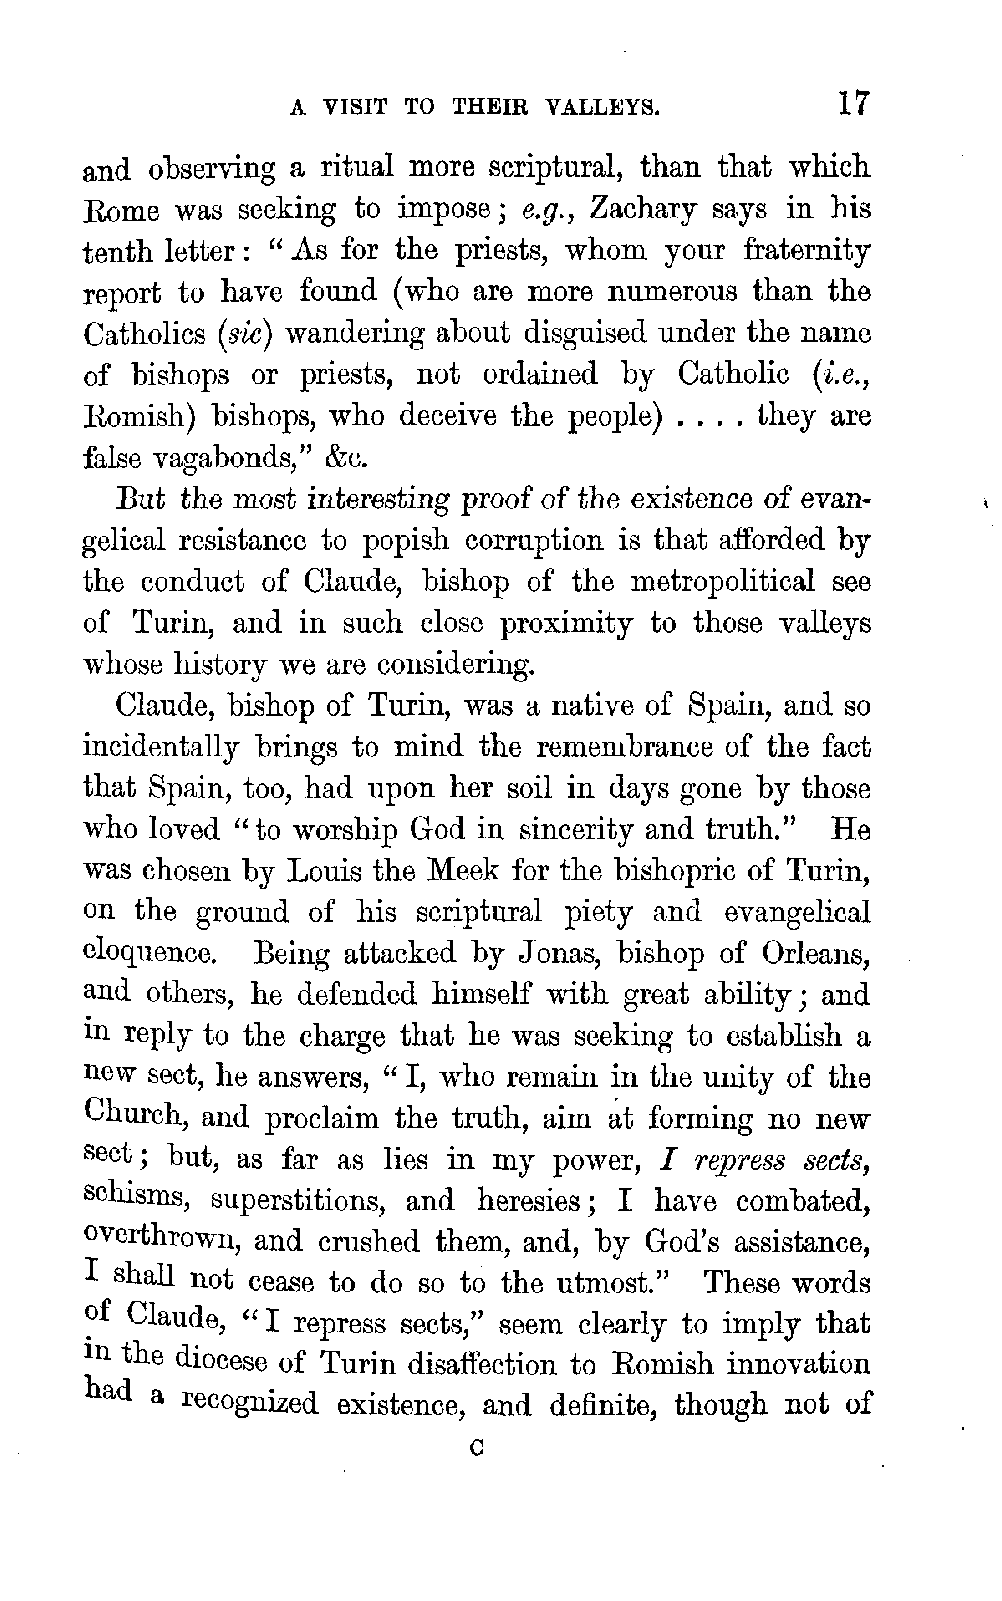 A VISIT TO THEIR VALLEYS. 17
and observing a ritual more scriptural, than that which
Rome was seeking to impose; e.g., Zachary says in his
tenth letter: "As for the priests, whom your fraternity
report to have found (who are more numerous than the
Catholics (sic) wandering about disguised under the name
of bishops or priests, not ordained by Catholic (i.e.,
Romish) bishops, who deceive the people) .... they are
false vagabonds," &c.
But the most interesting proof of the existence of evan-
gelical resistance to popish corruption is that afforded by
the conduct of Claude, bishop of the metropolitical see
of Turin, and in such close proximity to those valleys
whose history we are considering.
Claude, bishop of Turin, was a native of Spain, and so
incidentally brings to mind the remembrance of the fact
that Spain, too, had upon her soil in days gone by those
who loved "to worship God in sincerity and truth." He
was chosen by Louis the Meek for the bishopric of Turin,
on the ground of his scriptural piety and evangelical
eloquence. Being attacked by Jonas, bishop of Orleans,
and others, he defended himself with great ability; and
in reply to the charge that he was seeking to establish a
new sect, he answers, "I, who remain in the unity of the
Church, and proclaim the truth, aim at forming no new
sect; but, as far as lies in my power, I repress sects,
schisms, superstitions, and heresies; I have combated,
overthrown, and crushed them, and, by God's assistance,
I shall not cease to do so to the utmost." These words
of Claude, "I repress sects," seem clearly to imply that
in the diocese of Turin disaffection to Romish innovation
had a recognized existence, and definite, though not of
C